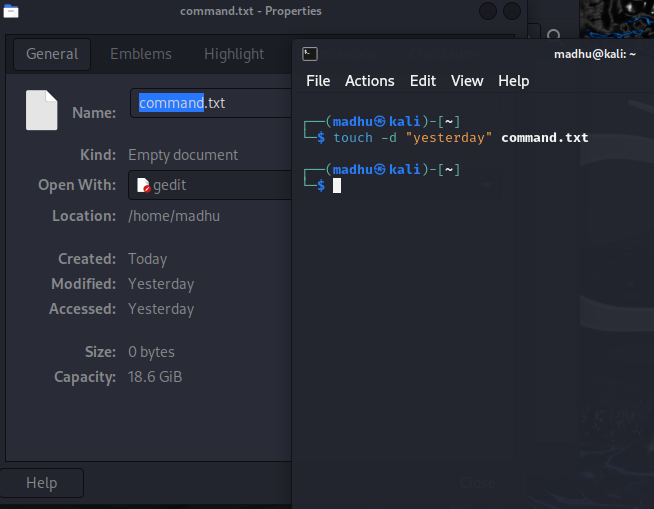 command.txt - Properties
General Emblems Highlight
Name: command.txt
Kind: Empty document
Open With: gedit
Location: /home/madhu
Created: Today
Modified: Yesterday
Accessed: Yesterday
Size: 0 bytes
Capacity: 18.6 GiB
Help Close
madhu@kali: ~
File Actions Edit View Help
┌──(madhu㉿kali)-[~]
└─$ touch -d "yesterday" command.txt
┌──(madhu㉿kali)-[~]
└─$